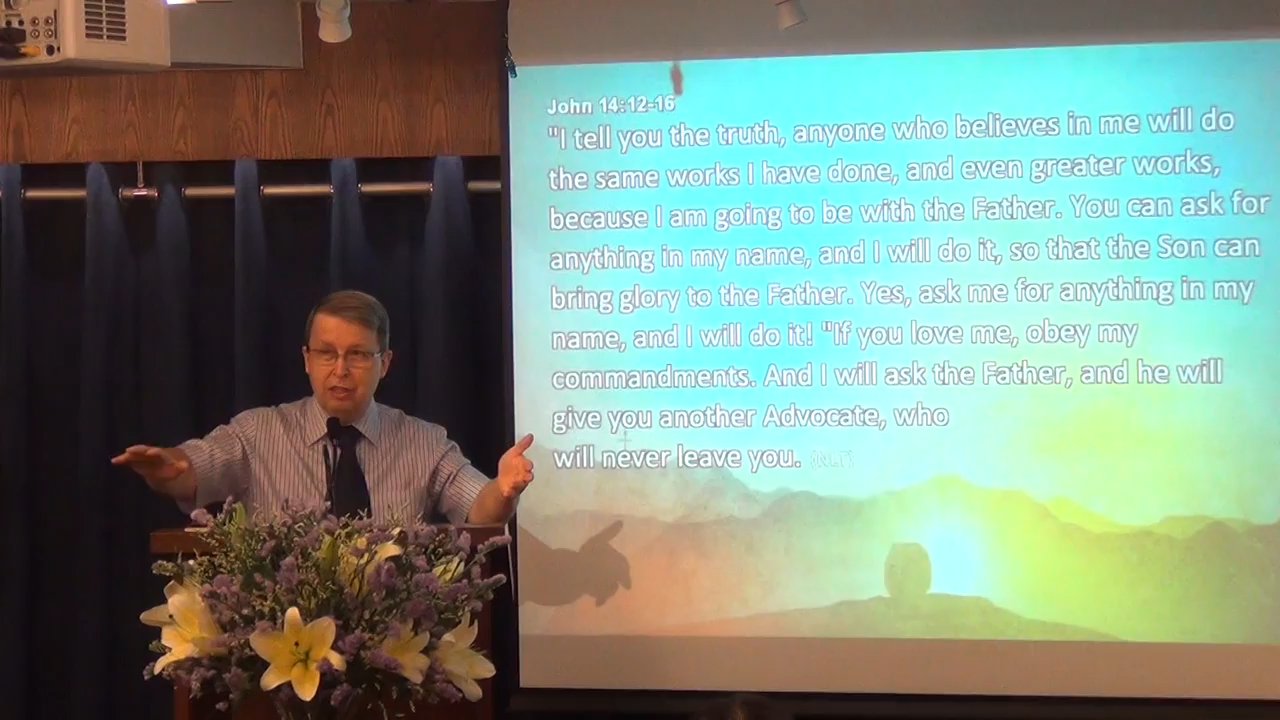 John 14:12-16
"I tell you the truth, anyone who believes in me will do
the same works I have done, and even greater works,
because I am going to be with the Father. You can ask for
anything in my name, and I will do it, so that the Son can
bring glory to the Father. Yes, ask me for anything in my
name, and I will do it! "If you love me, obey my
commandments. And I will ask the Father, and he will
give you another Advocate, who
will never leave you. (NLT)